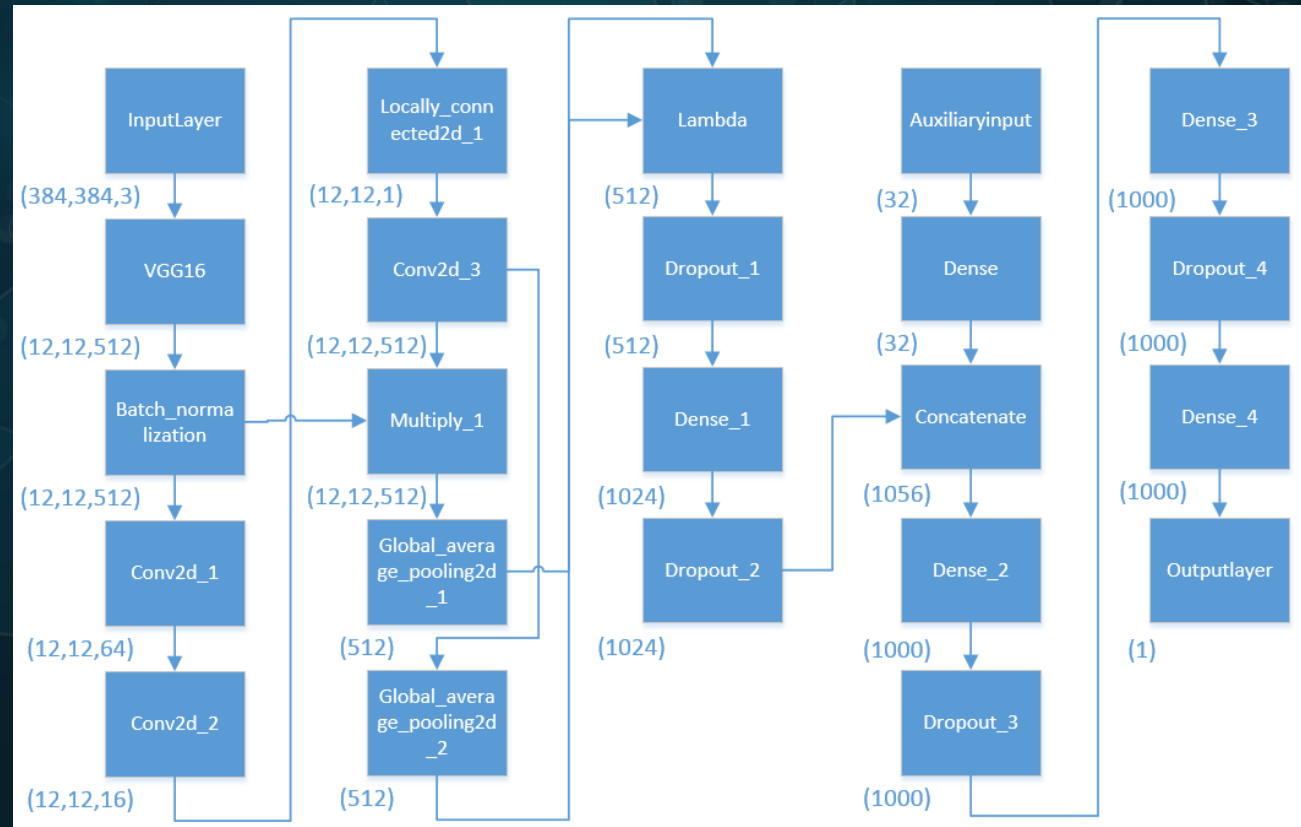 InputLayer
(384,384,3)
VGG16
(12,12,512)
Batch_norma
lization
(12,12,512)
Conv2d_1
(12,12,64)
Conv2d_2
(12,12,16)
Locally_conn
ected2d_1
(12,12,1)
Conv2d_3
(12,12,512)
Multiply_1
(12,12,512)
Global_avera
ge_pooling2d
_1
(512)
Global_avera
ge_pooling2d
_2
(512)
Lambda
(512)
Dropout_1
(512)
Dense_1
(1024)
Dropout_2
(1024)
Auxiliaryinput
(32)
Dense
(32)
Concatenate
(1056)
Dense_2
(1000)
Dropout_3
(1000)
Dense_3
(1000)
Dropout_4
(1000)
Dense_4
(1000)
Outputlayer
(1)